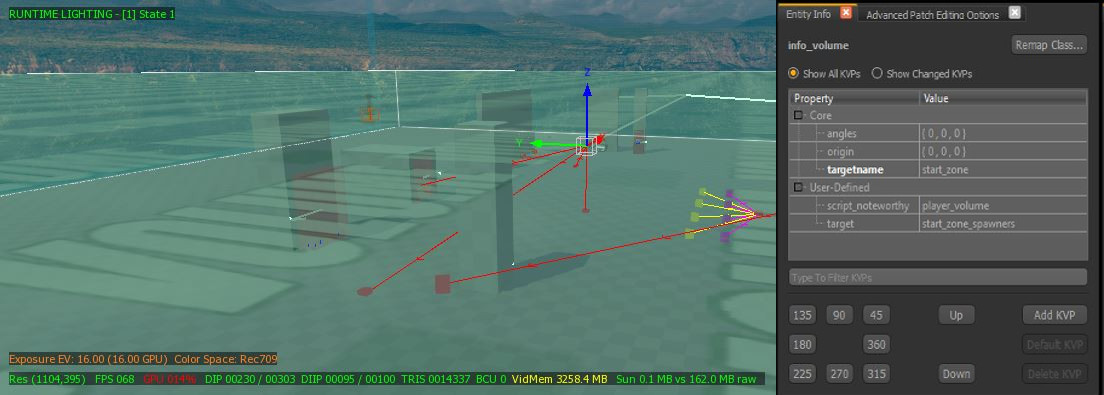 RUNTIME LIGHTING - [1] State 1
Z
Y
Exposure EV: 16.00 (16.00 GPU) Color Space: Rec709
Res (1104,395) FPS 068 GPU 014% DIP 00230 / 00303 DIIP 00095 / 00100 TRIS 0014337 BCU 0 VidMem 3258.4 MB Sun 0.1 MB vs 162.0 MB raw
Entity Info Advanced Patch Editing Options
info_volume Remap Class...
Show All KVPs Show Changed KVPs
Property Value
Core
angles { 0, 0, 0 }
origin { 0, 0, 0 }
targetname start_zone
User-Defined
script_noteworthy player_volume
target start_zone_spawners
Type To Filter KVPs
135 90 45 Up Add KVP
180 360 Default KVP
225 270 315 Down Delete KVP